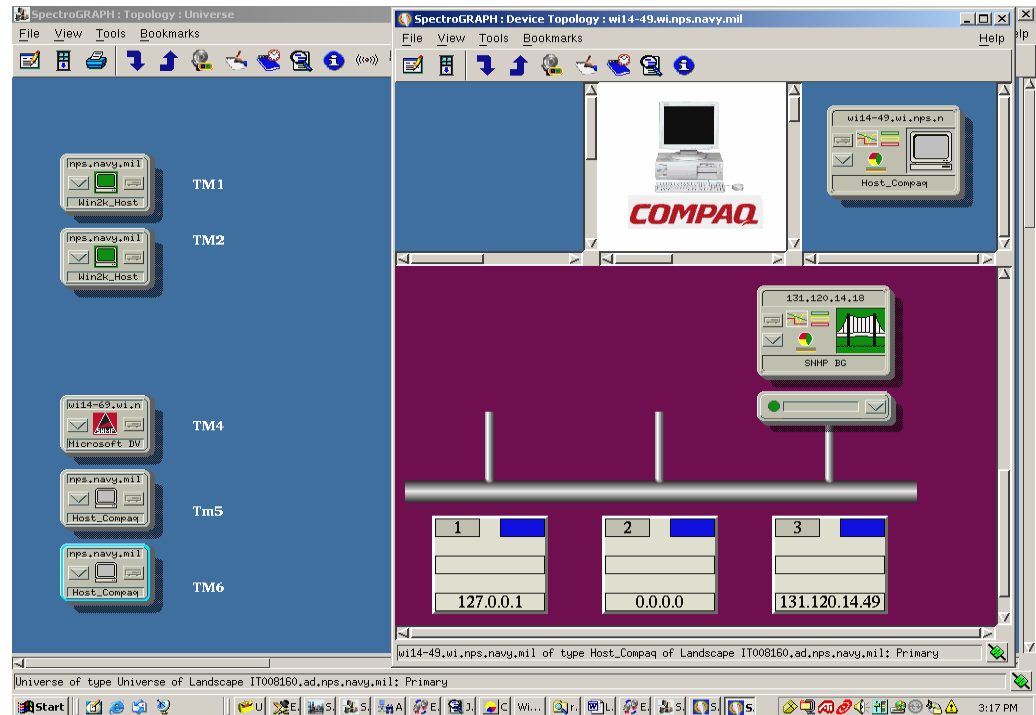 SpectroGRAPH : Topology : Universe
File View Tools Bookmarks
nps.navy.mil
Win2k_Host
TM1
nps.navy.mil
Win2k_Host
TM2
wi14-69.wi.n
Microsoft DV
TM4
nps.navy.mil
Host_Compaq
Tm5
nps.navy.mil
Host_Compaq
TM6
SpectroGRAPH : Device Topology : wi14-49.wi.nps.navy.mil
File View Tools Bookmarks Help
COMPAQ
wi14-49.wi.nps.n
Host_Compaq
131.120.14.18
SNMP BG
1
127.0.0.1
2
0.0.0.0
3
131.120.14.49
wi14-49.wi.nps.navy.mil of type Host_Compaq of Landscape IT008160.ad.nps.navy.mil: Primary
Universe of type Universe of Landscape IT008160.ad.nps.navy.mil: Primary
Start U E. S. S. A E. J. C Wi... r. L. E. S. S. S. 3:17 PM